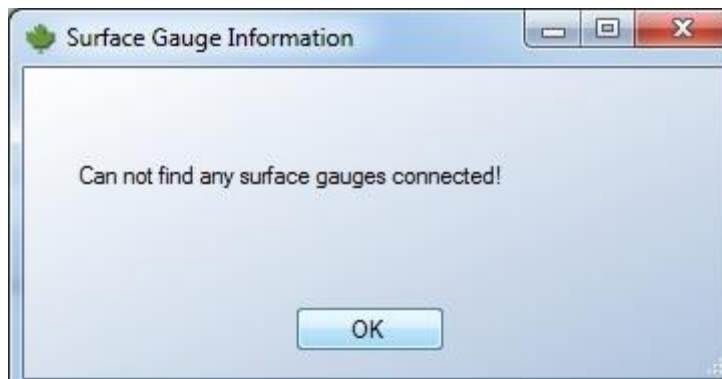 Surface Gauge Information
Can not find any surface gauges connected!
OK